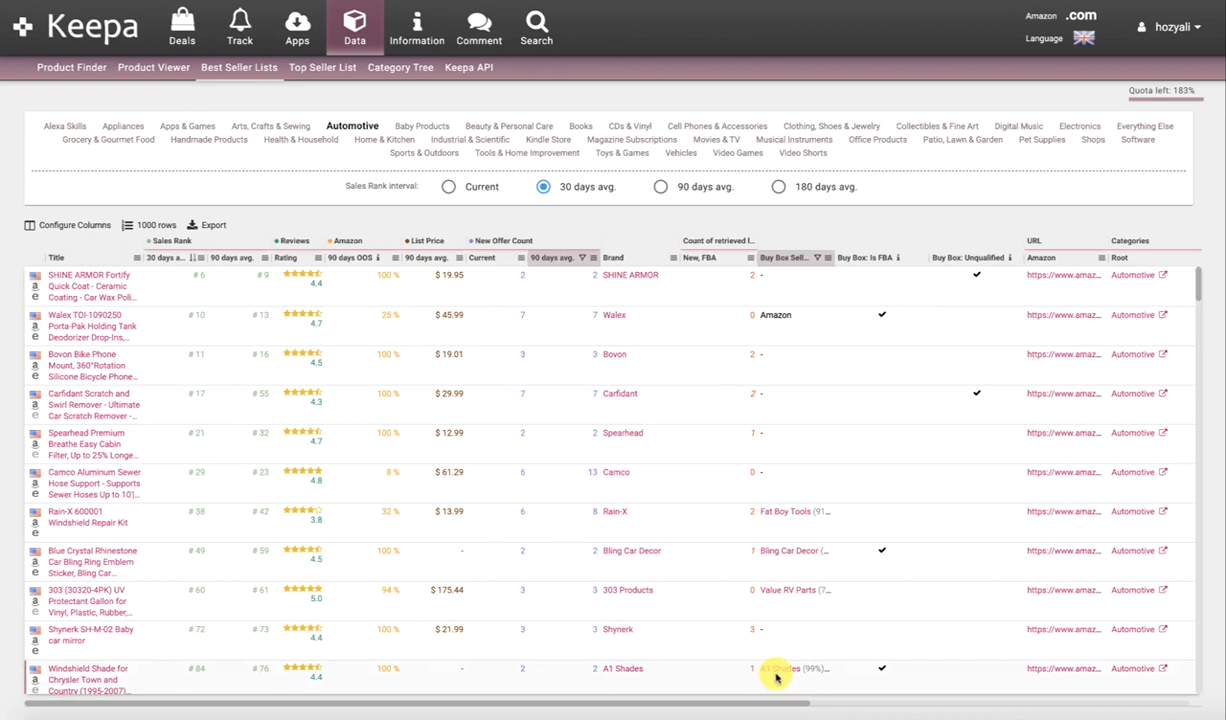 Keepa
Deals
Track
Apps
Data
Information
Comment
Search
Amazon .com
Language
hozyali
Product Finder Product Viewer Best Seller Lists Top Seller List Category Tree Keepa API
Quota left: 183%
Alexa Skills Appliances Apps & Games Arts, Crafts & Sewing Automotive Baby Products Beauty & Personal Care Books CDs & Vinyl Cell Phones & Accessories Clothing, Shoes & Jewelry Collectibles & Fine Art Digital Music Electronics Everything Else
Grocery & Gourmet Food Handmade Products Health & Household Home & Kitchen Industrial & Scientific Kindle Store Magazine Subscriptions Movies & TV Musical Instruments Office Products Patio, Lawn & Garden Pet Supplies Shops Software
Sports & Outdoors Tools & Home Improvement Toys & Games Vehicles Video Games Video Shorts
Sales Rank interval: Current 30 days avg. 90 days avg. 180 days avg.
Configure Columns 1000 rows Export
Sales Rank Reviews Amazon List Price New Offer Count Count of retrieved l... URL Categories
Title 30 days a... 90 days avg. Rating 90 days OOS 90 days avg. Current 90 days avg. Brand New, FBA Buy Box Sell... Buy Box: Is FBA Buy Box: Unqualified Amazon Root
SHINE ARMOR Fortify # 6 # 9 100 % $ 19.95 2 2 SHINE ARMOR 2 - https://www.amaz... Automotive
Quick Coat - Ceramic 4.4
Coating - Car Wax Poli...
Walex TOI-1090250 # 10 # 13 25 % $ 45.99 7 7 Walex 0 Amazon https://www.amaz... Automotive
Porta-Pak Holding Tank 4.7
Deodorizer Drop-Ins,...
Bovon Bike Phone # 11 # 16 100 % $ 19.01 3 3 Bovon 2 - https://www.amaz... Automotive
Mount, 360°Rotation 4.5
Silicone Bicycle Phone...
Carfidant Scratch and # 17 # 55 100 % $ 29.99 7 7 Carfidant 2 - https://www.amaz... Automotive
Swirl Remover - Ultimate 4.3
Car Scratch Remover -...
Spearhead Premium # 21 # 32 100 % $ 12.99 2 2 Spearhead 1 - https://www.amaz... Automotive
Breathe Easy Cabin 4.7
Filter, Up to 25% Longe...
Camco Aluminum Sewer # 29 # 23 8 % $ 61.29 6 13 Camco 0 - https://www.amaz... Automotive
Hose Support - Supports 4.8
Sewer Hoses Up to 10'|...
Rain-X 600001 # 38 # 42 32 % $ 13.99 6 8 Rain-X 2 Fat Boy Tools (91... https://www.amaz... Automotive
Windshield Repair Kit 3.8
Blue Crystal Rhinestone # 49 # 59 100 % - 2 2 Bling Car Decor 1 Bling Car Decor (... https://www.amaz... Automotive
Car Bling Ring Emblem 4.5
Sticker, Bling Car...
303 (30320-4PK) UV # 60 # 61 94 % $ 175.44 3 3 303 Products 0 Value RV Parts (7... https://www.amaz... Automotive
Protectant Gallon for 5.0
Vinyl, Plastic, Rubber,...
Shynerk SH-M-02 Baby # 72 # 73 100 % $ 21.99 3 3 Shynerk 3 - https://www.amaz... Automotive
car mirror 4.4
Windshield Shade for # 84 # 76 100 % - 2 2 A1 Shades 1 A1 Shades (99%)... https://www.amaz... Automotive
Chrysler Town and 4.4
Country (1995-2007)...